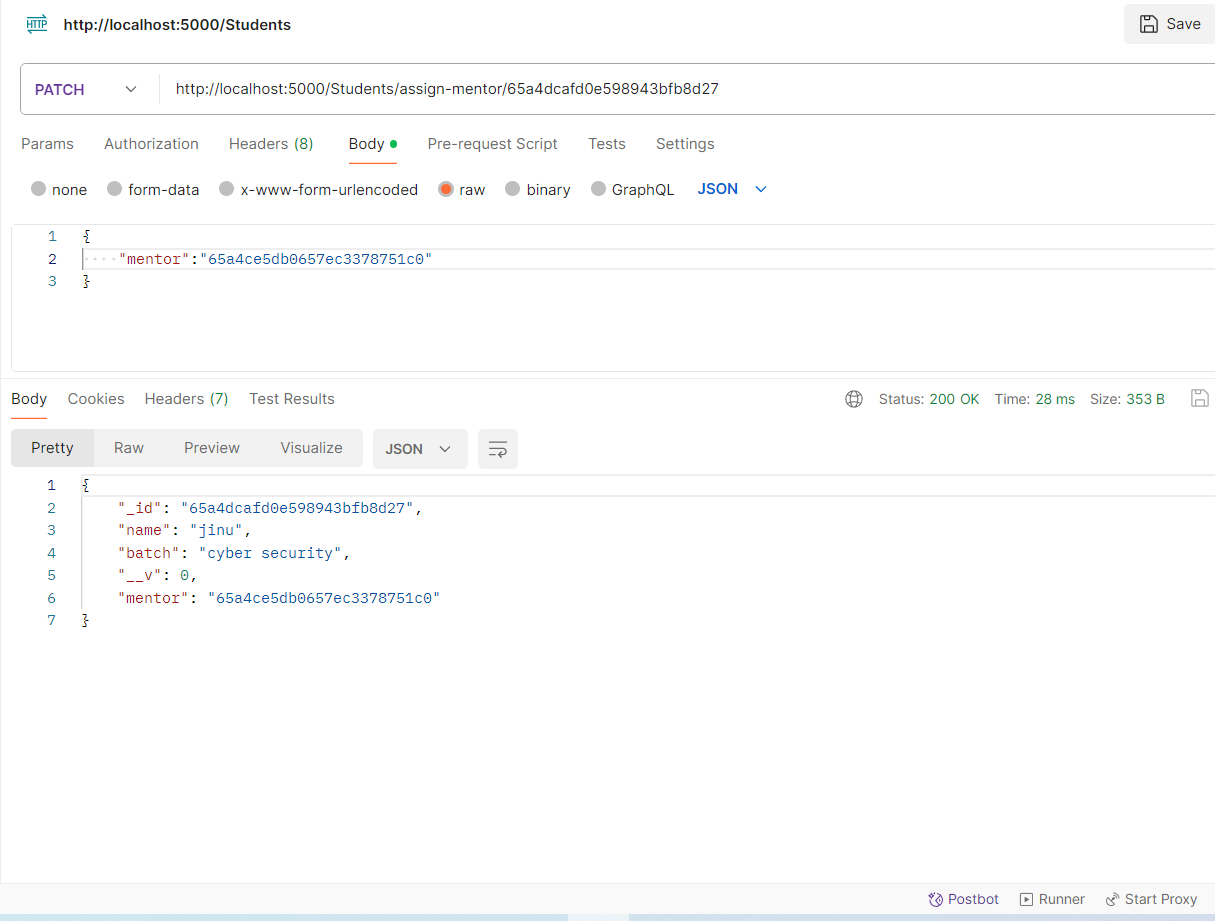 HTTP http://localhost:5000/Students Save
PATCH http://localhost:5000/Students/assign-mentor/65a4dcafd0e598943bfb8d27
Params Authorization Headers (8) Body Pre-request Script Tests Settings
none form-data x-www-form-urlencoded raw binary GraphQL JSON
1 {
2 ····"mentor":"65a4ce5db0657ec3378751c0"
3 }
Body Cookies Headers (7) Test Results Status: 200 OK Time: 28 ms Size: 353 B
Pretty Raw Preview Visualize JSON
1 {
2 "_id": "65a4dcafd0e598943bfb8d27",
3 "name": "jinu",
4 "batch": "cyber security",
5 "__v": 0,
6 "mentor": "65a4ce5db0657ec3378751c0"
7 }
Postbot Runner Start Proxy